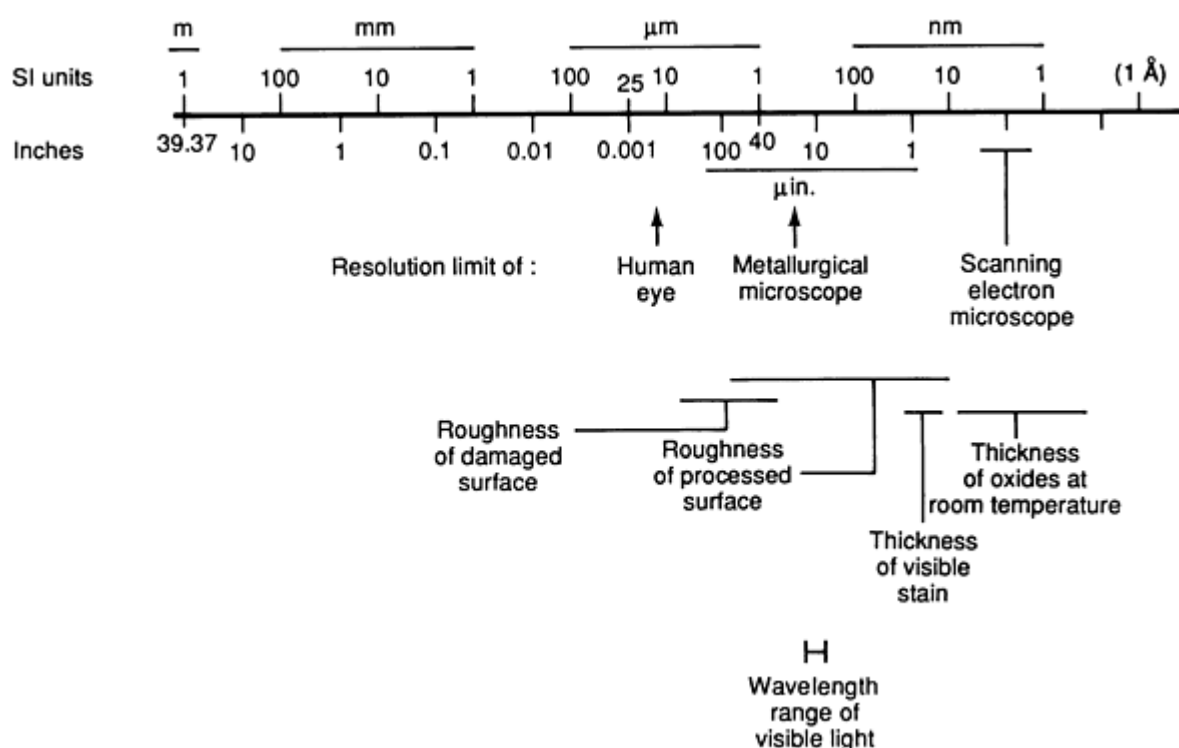 m mm μm nm
SI units 1 100 10 1 100 25 10 1 100 10 1 (1 Å)
Inches 39.37 10 1 0.1 0.01 0.001 100 40 10 1
μin.
Resolution limit of :
Human
eye
Metallurgical
microscope
Scanning
electron
microscope
Roughness
of damaged
surface
Roughness
of processed
surface
Thickness
of oxides at
room temperature
Thickness
of visible
stain
Wavelength
range of
visible light